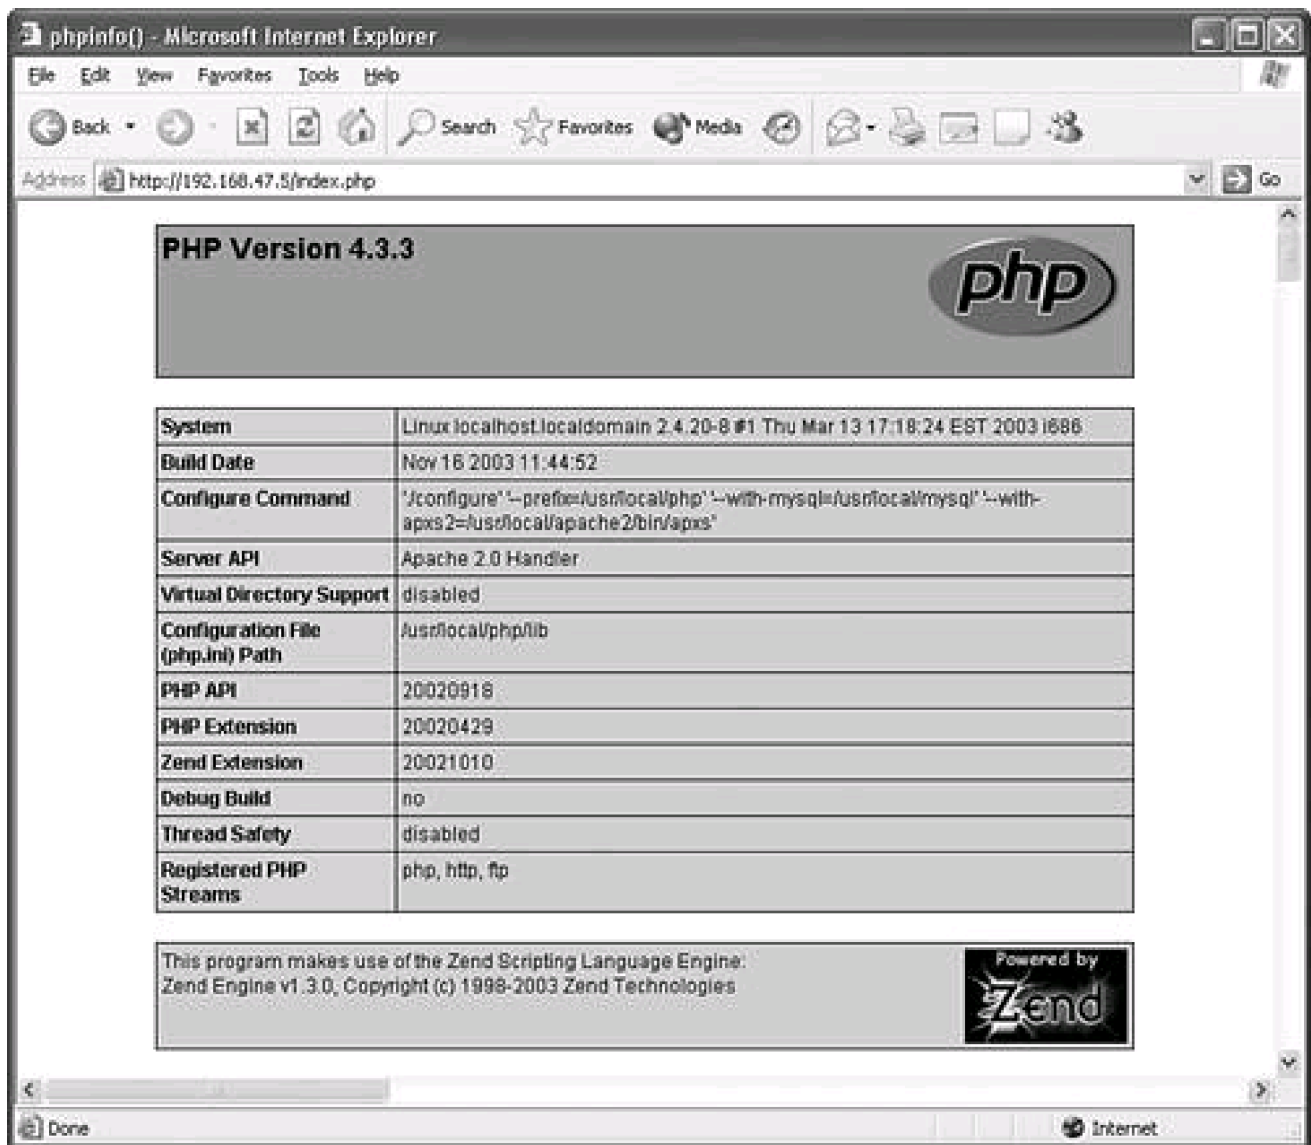 phpinfo() - Microsoft Internet Explorer
File Edit View Favorites Tools Help
Back Search Favorites Media
Address http://192.168.47.5/index.php Go
PHP Version 4.3.3
php
System Linux localhost.localdomain 2.4.20-8 #1 Thu Mar 13 17:18:24 EST 2003 i686
Build Date Nov 16 2003 11:44:52
Configure Command './configure' '--prefix=/usr/local/php' '--with-mysql=/usr/local/mysql' '--with-
apxs2=/usr/local/apache2/bin/apxs'
Server API Apache 2.0 Handler
Virtual Directory Support disabled
Configuration File /usr/local/php/lib
(php.ini) Path
PHP API 20020918
PHP Extension 20020429
Zend Extension 20021010
Debug Build no
Thread Safety disabled
Registered PHP php, http, ftp
Streams
This program makes use of the Zend Scripting Language Engine:
Zend Engine v1.3.0, Copyright (c) 1998-2003 Zend Technologies
Powered by
Zend
Done Internet